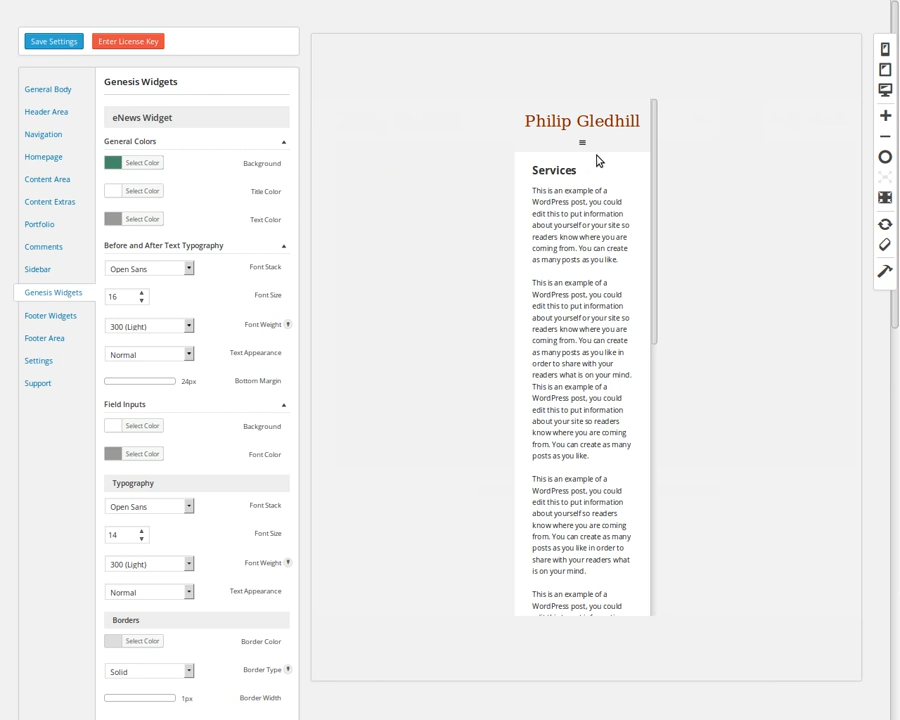 Save Settings
Enter License Key
General Body
Header Area
Navigation
Homepage
Content Area
Content Extras
Portfolio
Comments
Sidebar
Genesis Widgets
Footer Widgets
Footer Area
Settings
Support
Genesis Widgets
eNews Widget
General Colors
Select Color Background
Select Color Title Color
Select Color Text Color
Before and After Text Typography
Open Sans Font Stack
16 Font Size
300 (Light) Font Weight
Normal Text Appearance
24px Bottom Margin
Field Inputs
Select Color Background
Select Color Font Color
Typography
Open Sans Font Stack
14 Font Size
300 (Light) Font Weight
Normal Text Appearance
Borders
Select Color Border Color
Solid Border Type
1px Border Width
Philip Gledhill
Services
This is an example of a
WordPress post, you could
edit this to put information
about yourself or your site so
readers know where you are
coming from. You can create
as many posts as you like.
This is an example of a
WordPress post, you could
edit this to put information
about yourself or your site so
readers know where you are
coming from. You can create
as many posts as you like in
order to share with your
readers what is on your mind.
This is an example of a
WordPress post, you could
edit this to put information
about your site so readers
know where you are coming
from. You can create as many
posts as you like.
This is an example of a
WordPress post, you could
edit this to put information
about yourself so readers
know where you are coming
from. You can create as many
posts as you like in order to
share with your readers what
is on your mind.
This is an example of a
WordPress post, you could